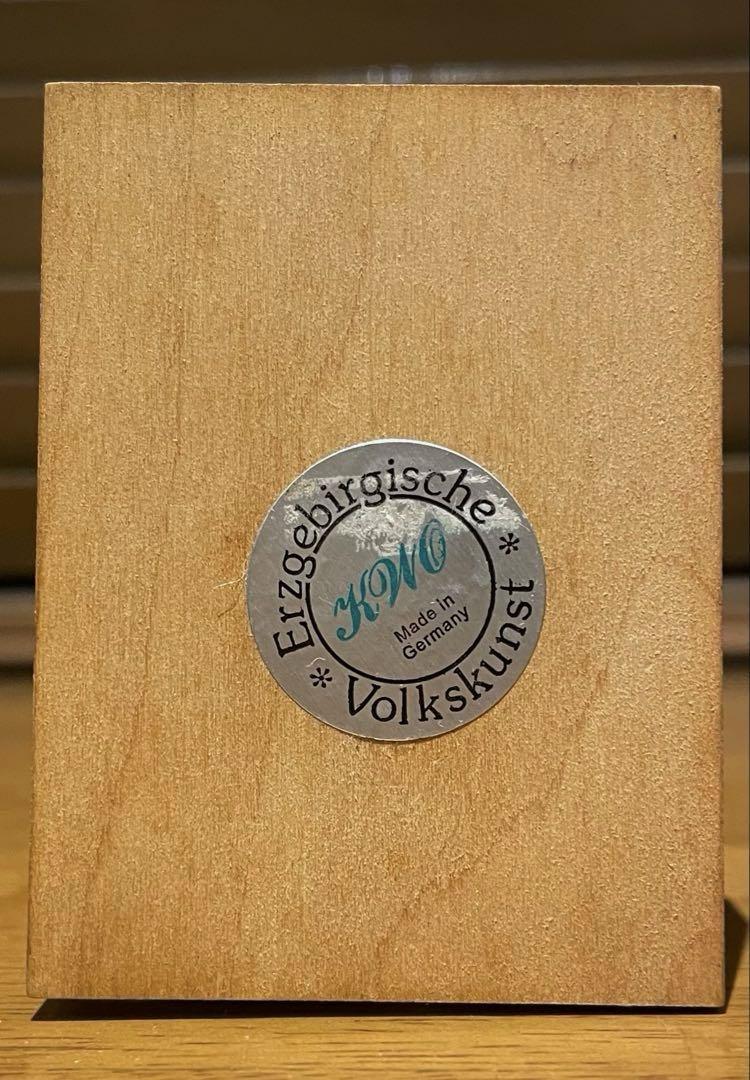 Erzgebirgische
KWO
Made in
Germany
* Volkskunst *